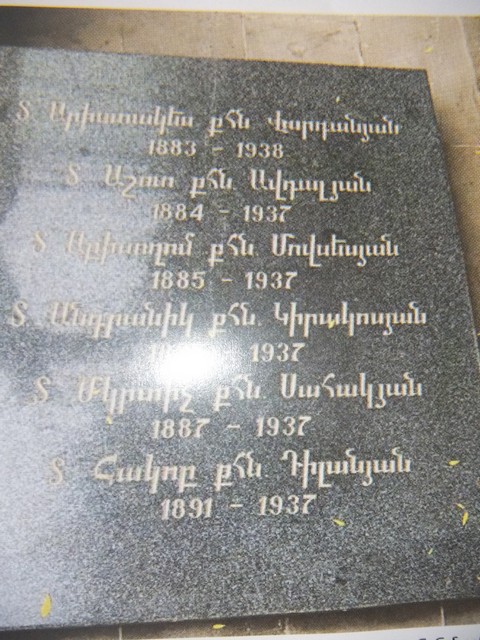 Տ Արիստակես քհն Վարդանյան
1883 - 1938
Տ Աշոտ քհն Ավդալյան
1884 - 1937
Տ Աբիսողոմ քհն Մովսեսյան
1885 - 1937
Տ Անդրանիկ քհն. Կիրակոսյան
1937
Տ Մկրտիչ քհն Սահակյան
1887 - 1937
Տ Հակոբ քհն Դիլանյան
1891 - 1937